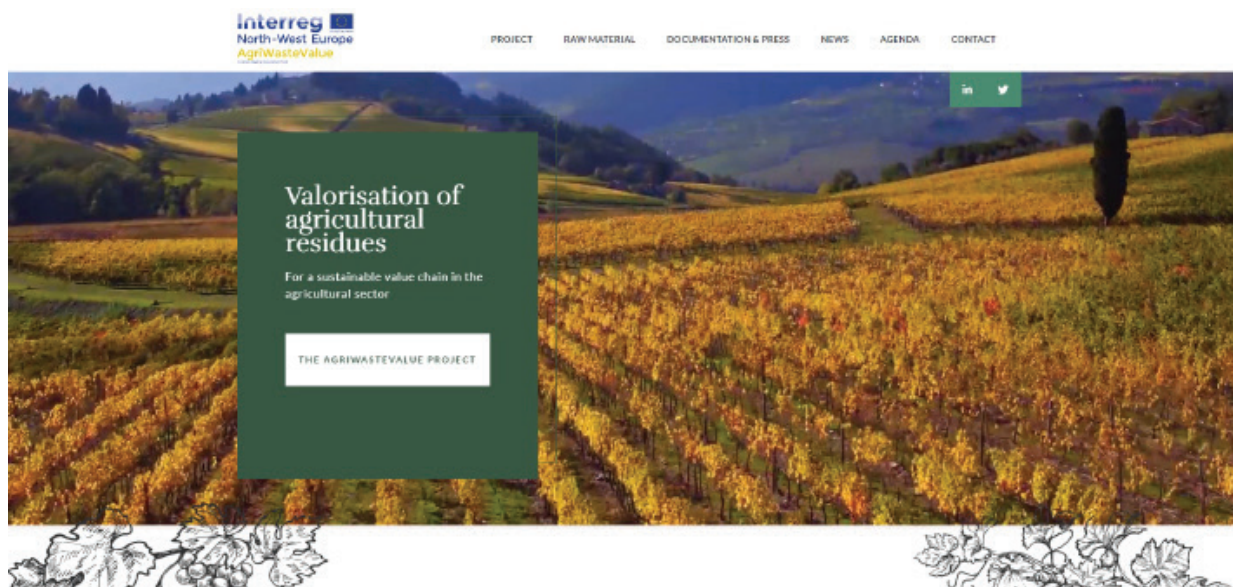 Interreg
North-West Europe
AgriWasteValue
PROJECT RAW MATERIAL DOCUMENTATION & PRESS NEWS AGENDA CONTACT
in
Valorisation of
agricultural
residues
For a sustainable value chain in the
agricultural sector
THE AGRIWASTEVALUE PROJECT